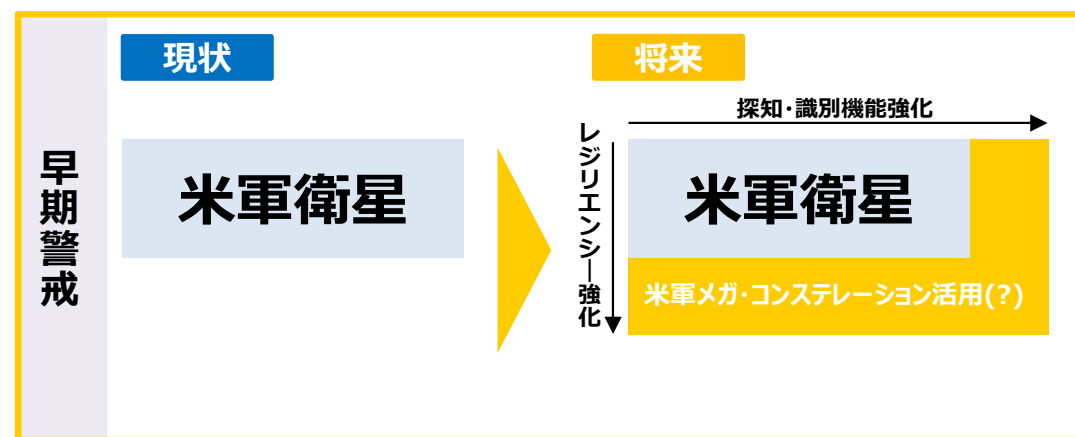 早期警戒
現状
米軍衛星
将来
探知・識別機能強化
レジリエンシー強化
米軍衛星
米軍メガ・コンステレーション活用(?)